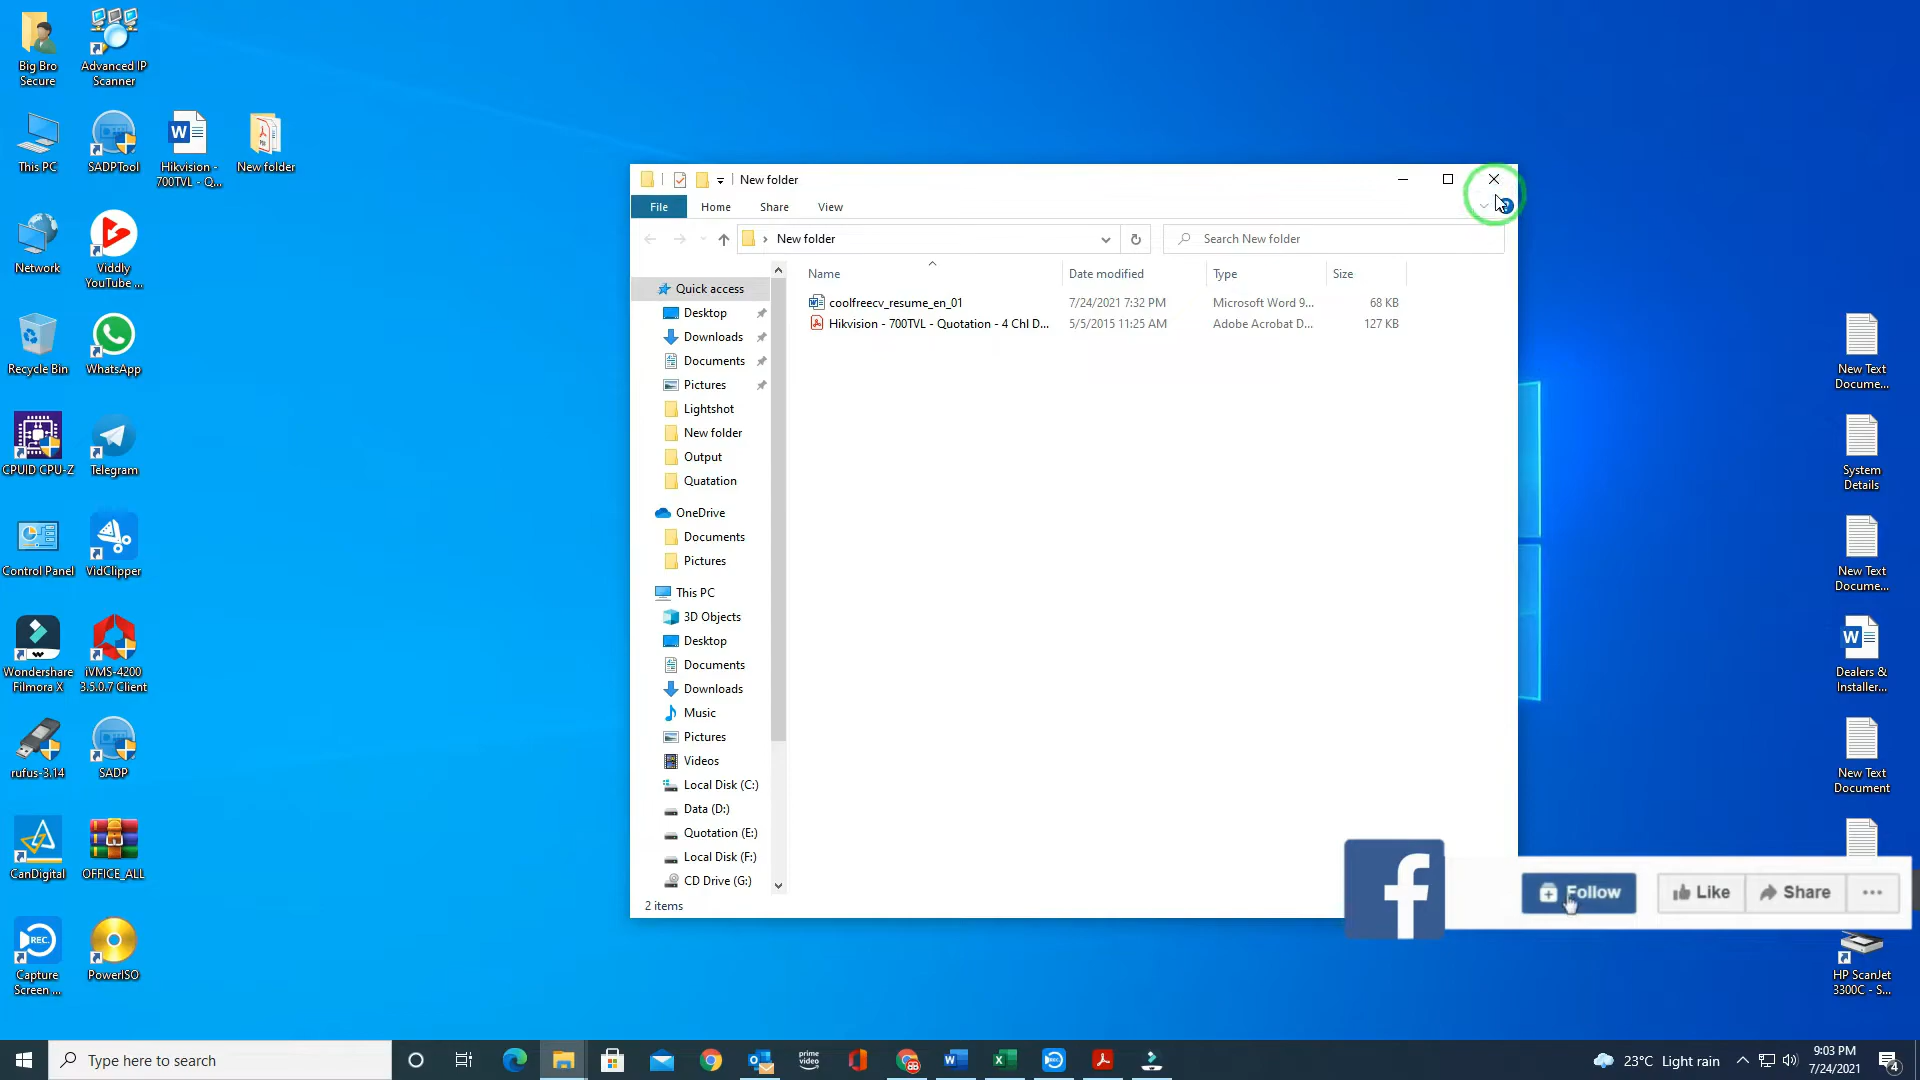 Big Bro
Secure
Advanced IP
Scanner
This PC
SADPTool
Hikvision -
700TVL - Q...
New folder
Network
Viddly
YouTube ...
Recycle Bin
WhatsApp
CPUID CPU-Z
Telegram
Control Panel
VidClipper
Wondershare
Filmora X
iVMS-4200
3.5.0.7 Client
rufus-3.14
SADP
CanDigital
OFFICE_ALL
REC
Capture
Screen ...
PowerISO
New folder
File Home Share View
New folder
Search New folder
Name Date modified Type Size
coolfreecv_resume_en_01 7/24/2021 7:32 PM Microsoft Word 9... 68 KB
Hikvision - 700TVL - Quotation - 4 Chl D... 5/5/2015 11:25 AM Adobe Acrobat D... 127 KB
Quick access
Desktop
Downloads
Documents
Pictures
Lightshot
New folder
Output
Quatation
OneDrive
Documents
Pictures
This PC
3D Objects
Desktop
Documents
Downloads
Music
Pictures
Videos
Local Disk (C:)
Data (D:)
Quotation (E:)
Local Disk (F:)
CD Drive (G:)
2 items
New Text
Docume...
System
Details
New Text
Docume...
Dealers &
Installer...
New Text
Document
f Follow Like Share ...
HP ScanJet
3300C - S...
Type here to search
prime
video
23°C Light rain
9:03 PM
7/24/2021
4